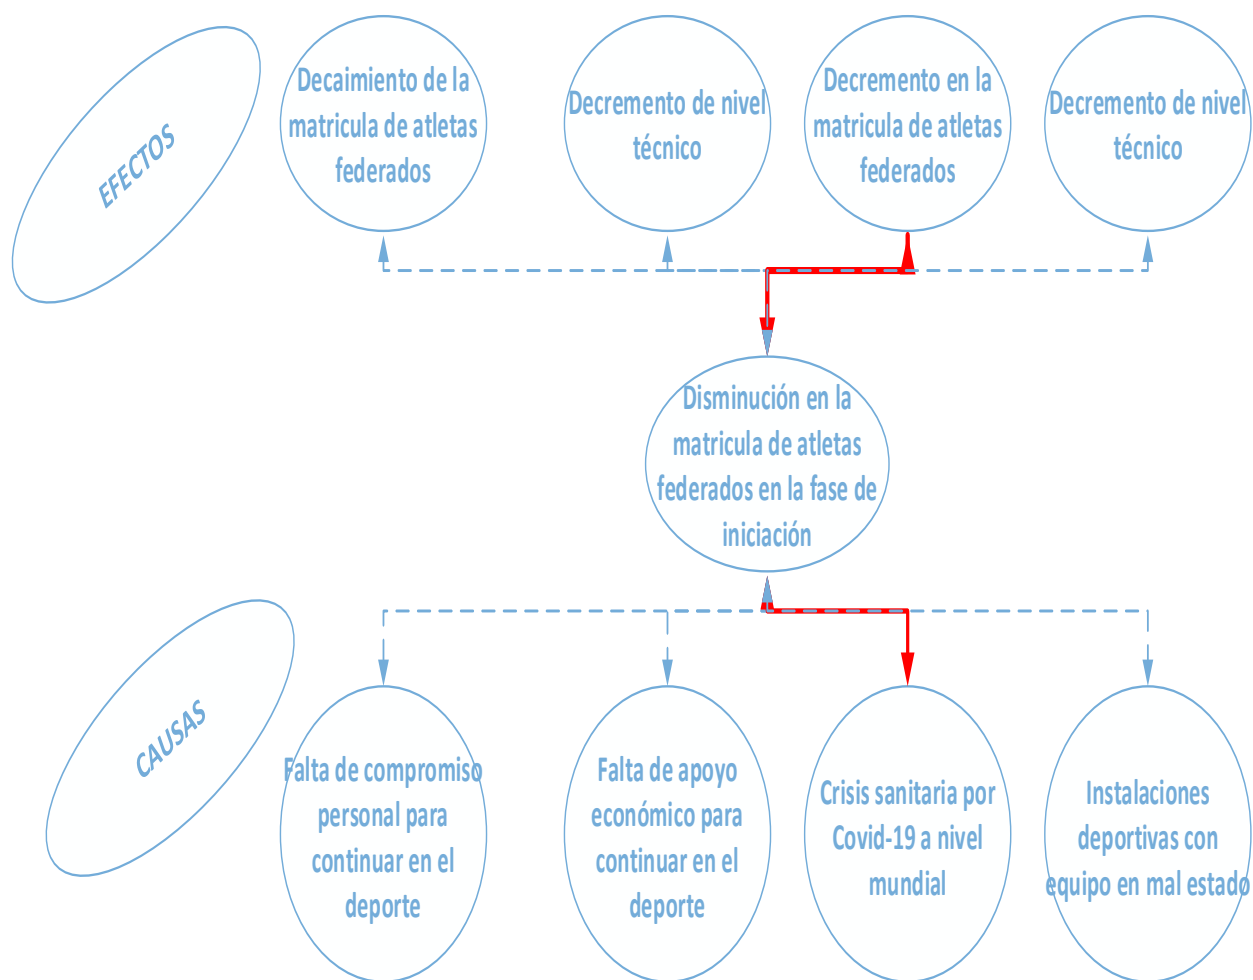 EFECTOS
Decaimiento de la
matricula de atletas
federados
Decremento de nivel
técnico
Decremento en la
matricula de atletas
federados
Decremento de nivel
técnico
Disminución en la
matricula de atletas
federados en la fase de
iniciación
CAUSAS
Falta de compromiso
personal para
continuar en el
deporte
Falta de apoyo
económico para
continuar en el
deporte
Crisis sanitaria por
Covid-19 a nivel
mundial
Instalaciones
deportivas con
equipo en mal estado